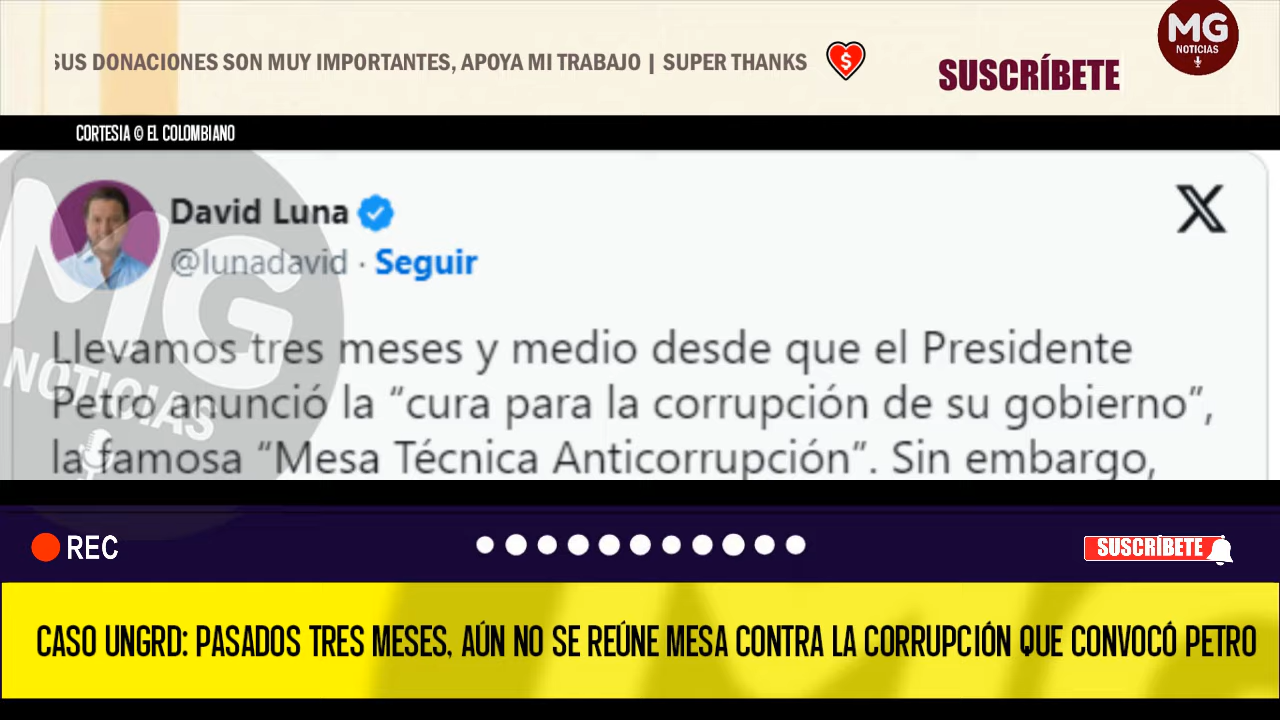 SUS DONACIONES SON MUY IMPORTANTES, APOYA MI TRABAJO | SUPER THANKS
$
SUSCRÍBETE
MG
NOTICIAS
CORTESIA © EL COLOMBIANO
David Luna
@lunadavid · Seguir
Llevamos tres meses y medio desde que el Presidente
Petro anunció la “cura para la corrupción de su gobierno”,
la famosa “Mesa Técnica Anticorrupción”. Sin embargo,
MG
NOTICIAS
REC
SUSCRÍBETE
CASO UNGRD: PASADOS TRES MESES, AÚN NO SE REÚNE MESA CONTRA LA CORRUPCIÓN QUE CONVOCÓ PETRO